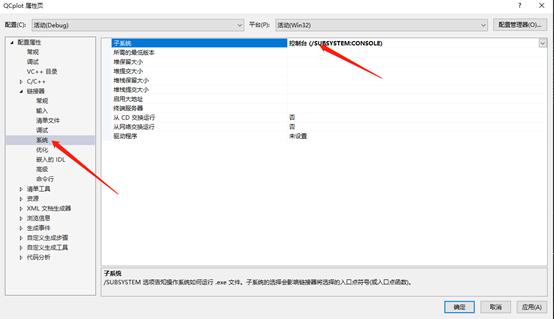 QCplot 属性页
配置(C): 活动(Debug) 平台(P): 活动(Win32) 配置管理器(O)...
配置属性
常规
调试
VC++ 目录
C/C++
链接器
常规
输入
清单文件
调试
系统
优化
嵌入的 IDL
高级
命令行
清单工具
资源
XML 文档生成器
浏览信息
生成事件
自定义生成步骤
自定义生成工具
代码分析
子系统 控制台 (/SUBSYSTEM:CONSOLE)
所需的最低版本
堆保留大小
堆提交大小
堆栈保留大小
堆栈提交大小
启用大地址
终端服务器
从 CD 交换运行 否
从网络交换运行 否
驱动程序 未设置
子系统
/SUBSYSTEM 选项告知操作系统如何运行 .exe 文件。子系统的选择会影响链接器将选择的入口点符号(或入口点函数)。
确定 取消 应用(A)